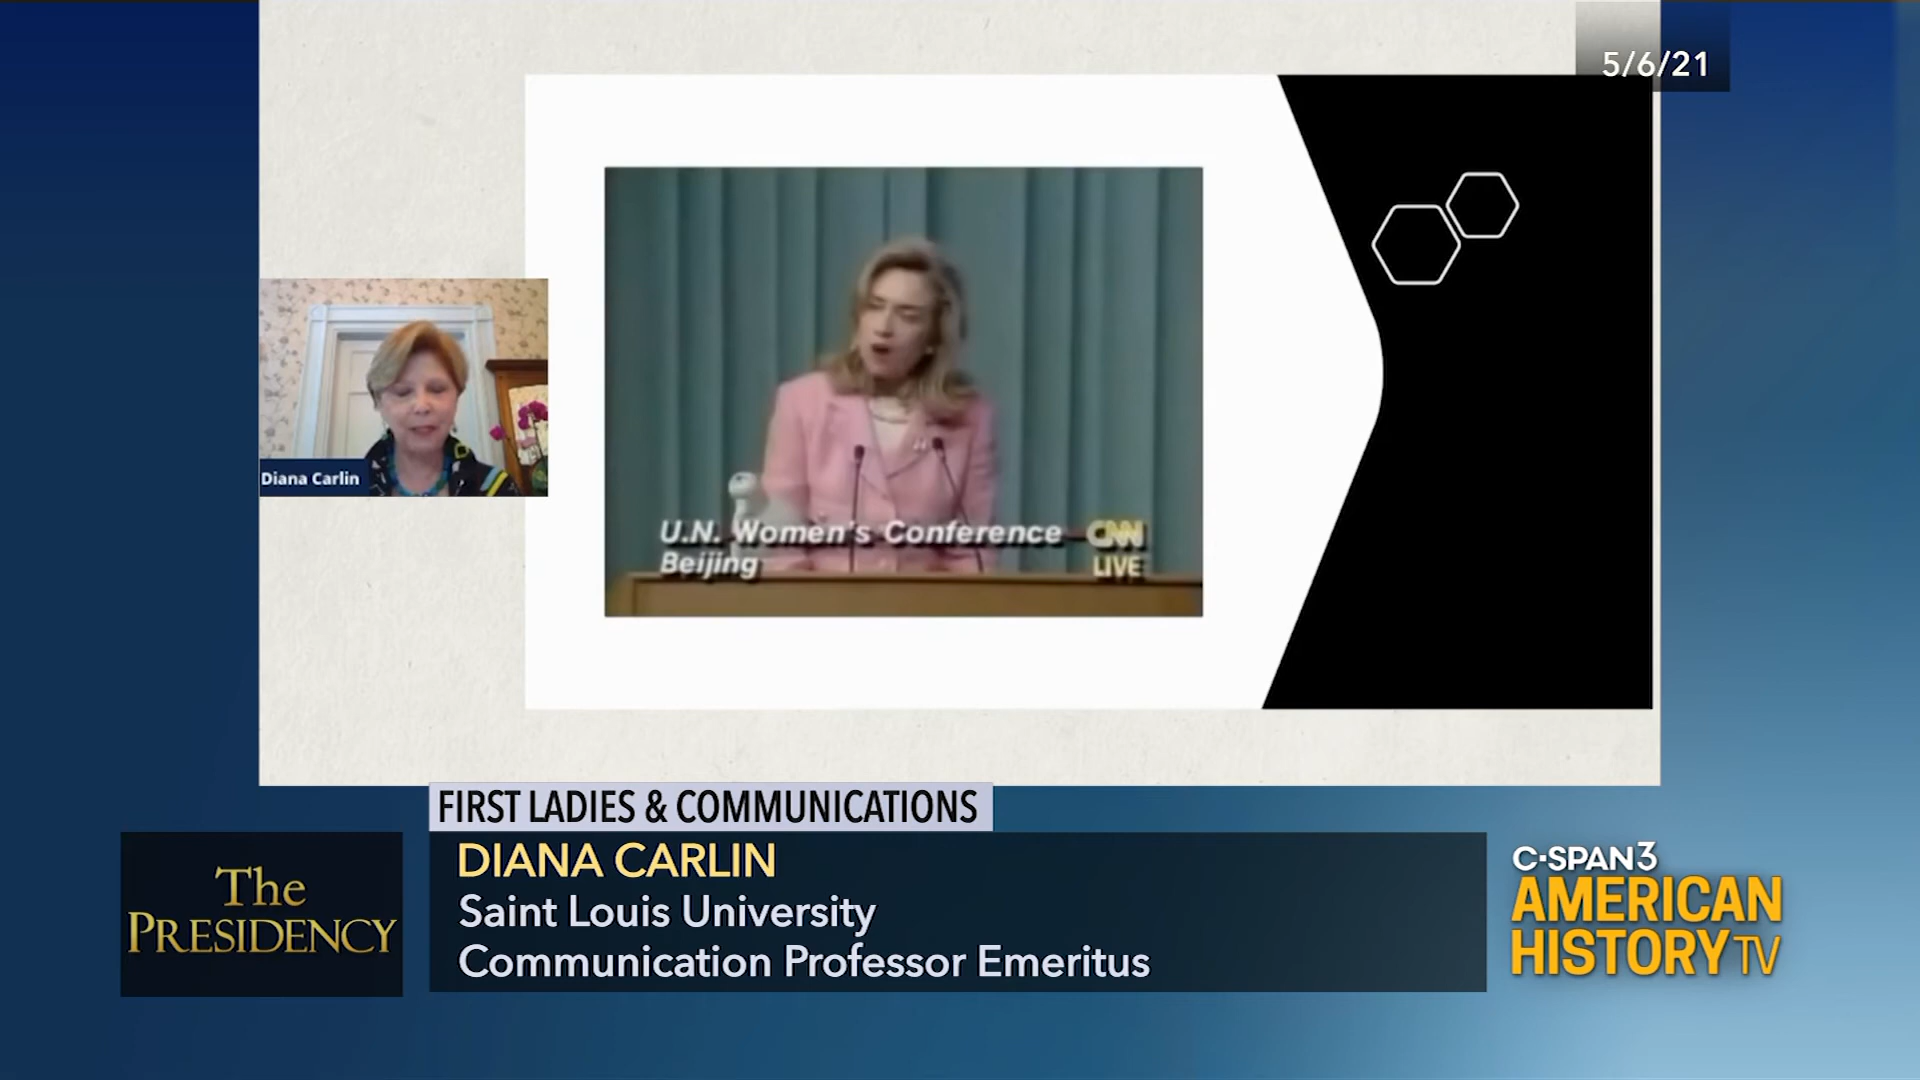 5/6/21
Diana Carlin
U.N. Women's Conference
Beijing
CNN
LIVE
FIRST LADIES & COMMUNICATIONS
DIANA CARLIN
Saint Louis University
Communication Professor Emeritus
The
PRESIDENCY
C-SPAN3
AMERICAN
HISTORY TV